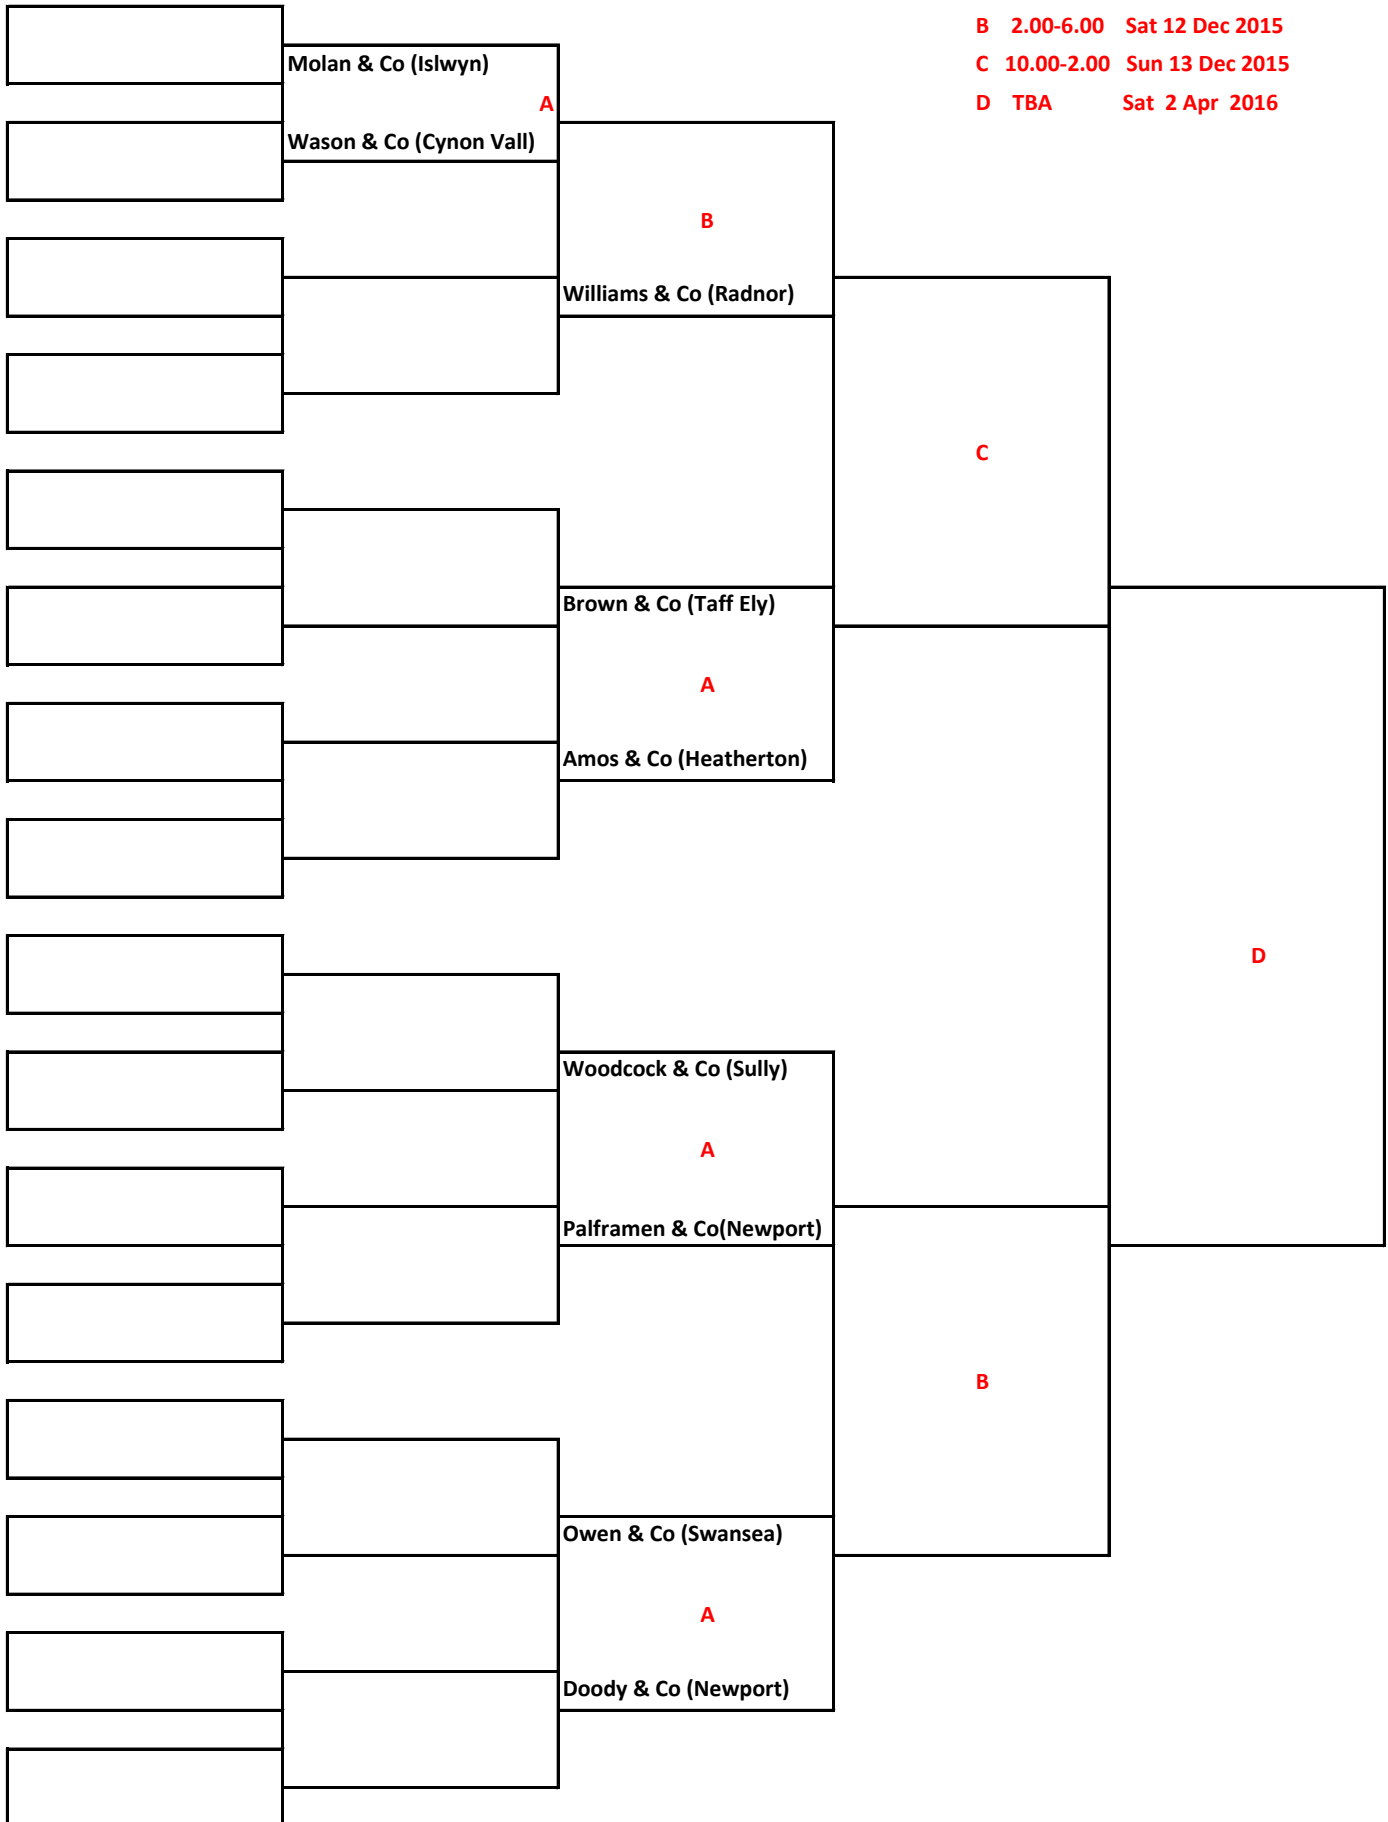 B 2.00-6.00 Sat 12 Dec 2015
Molan & Co (Islwyn)
C 10.00-2.00 Sun 13 Dec 2015
A
D TBA Sat 2 Apr 2016
Wason & Co (Cynon Vall)
B
Williams & Co (Radnor)
C
Brown & Co (Taff Ely)
A
Amos & Co (Heatherton)
D
Woodcock & Co (Sully)
A
Palframen & Co(Newport)
B
Owen & Co (Swansea)
A
Doody & Co (Newport)